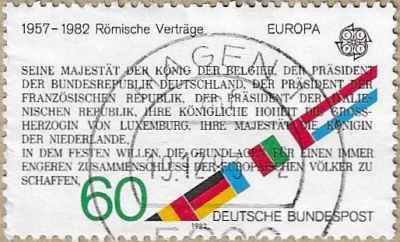 1957-1982 Römische Verträge
EUROPA
CEPT
AGEN
SEINE MAJESTÄT DER KÖNIG DER BELGIER, DER PRÄSIDENT
DER BUNDESREPUBLIK DEUTSCHLAND, DER PRÄSIDENT DER
FRANZÖSISCHEN REPUBLIK, DER PRÄSIDENT DER ITALIE-
NISCHEN REPUBLIK, IHRE KÖNIGLICHE HOHEIT DIE GROSS-
HERZOGIN VON LUXEMBURG, IHRE MAJESTÄT DIE KÖNIGIN
DER NIEDERLANDE,
IN DEM FESTEN WILLEN, DIE GRUNDLAGEN FÜR EINEN IMMER
ENGEREN ZUSAMMENSCHLUSS DER EUROPÄISCHEN VÖLKER ZU
SCHAFFEN,
60
DEUTSCHE BUNDESPOST
1982